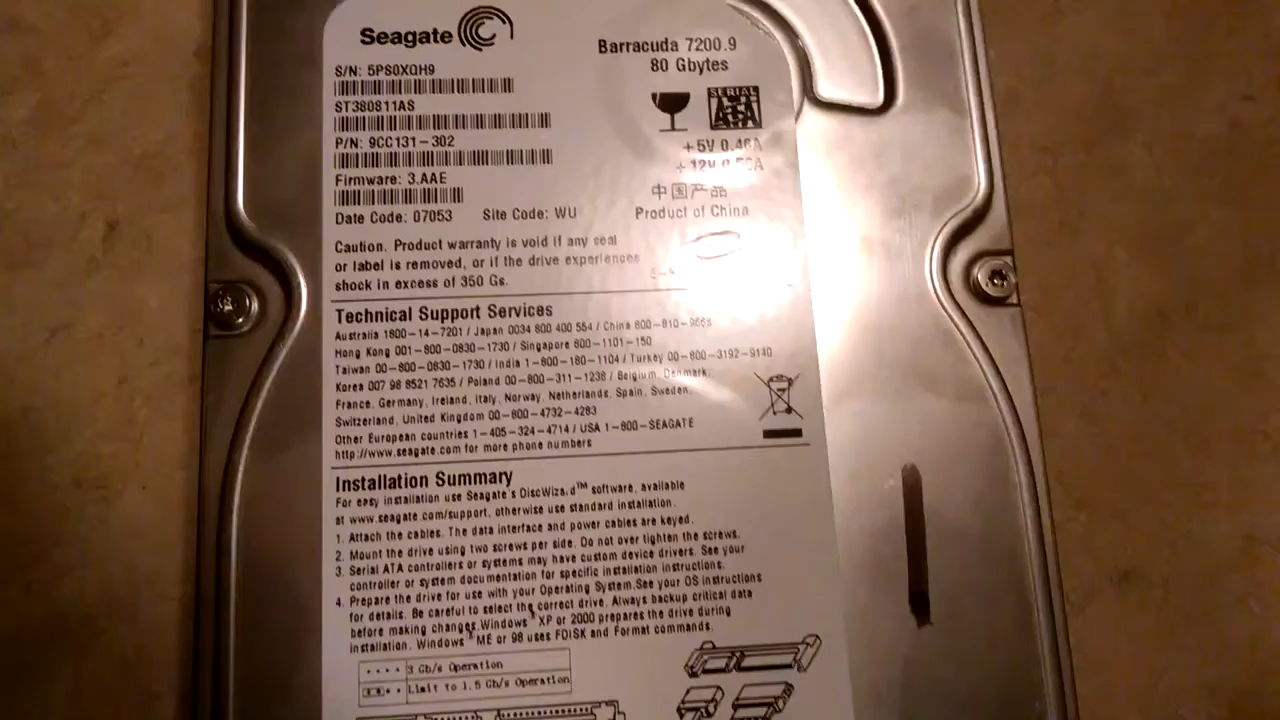 Seagate
Barracuda 7200.9
80 Gbytes
S/N: 5PS0XQH9
ST380811AS
P/N: 9CC131-302
Firmware: 3.AAE
Date Code: 07053 Site Code: WU
SERIAL
ATA
+5V 0.46A
+12V
中国产品
Product of China
Caution. Product warranty is void if any seal
or label is removed, or if the drive experiences
shock in excess of 350 Gs.
Technical Support Services
Australia 1800-14-7201 / Japan 0034 800 400 554 / China 800-810-9668
Hong Kong 001-800-0830-1730 / Singapore 800-1101-150
Taiwan 00-800-0830-1730 / India 1-800-180-1104 / Turkey 00-800-3192-9140
Korea 007 98 8521 7635 / Poland 00-800-311-1238 / Belgium, Denmark,
France, Germany, Ireland, Italy, Norway, Netherlands, Spain, Sweden,
Switzerland, United Kingdom 00-800-4732-4283
Other European countries 1-405-324-4714 / USA 1-800-SEAGATE
http://www.seagate.com for more phone numbers
Installation Summary
For easy installation use Seagate's DiscWizard™ software, available
at www.seagate.com/support, otherwise use standard installation.
1. Attach the cables. The data interface and power cables are keyed.
2. Mount the drive using two screws per side. Do not over tighten the screws.
3. Serial ATA controllers or systems may have custom device drivers. See your
controller or system documentation for specific installation instructions.
4. Prepare the drive for use with your Operating System.See your OS instructions
for details. Be careful to select the correct drive. Always backup critical data
before making changes.Windows XP or 2000 prepares the drive during
installation. Windows ME or 98 uses FDISK and Format commands.
3 Gb/s Operation
Limit to 1.5 Gb/s Operation